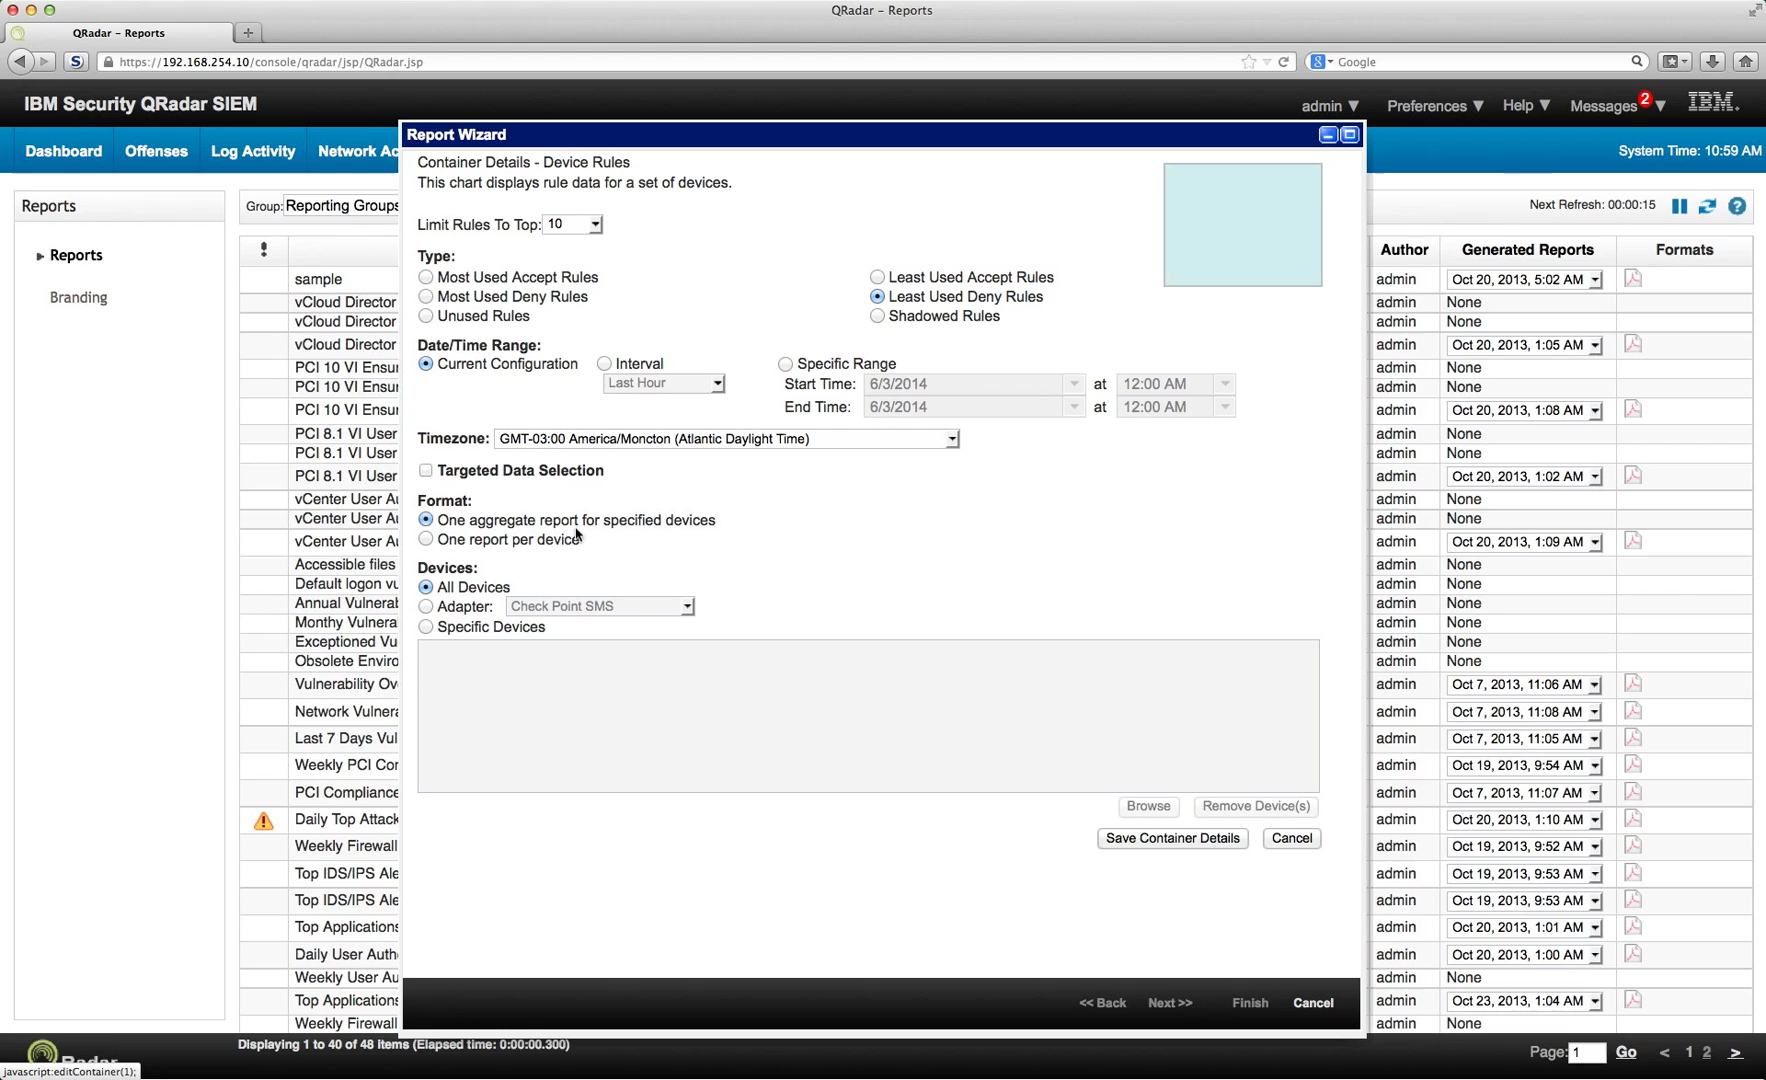 QRadar – Reports
QRadar – Reports
https://192.168.254.10/console/qradar/jsp/QRadar.jsp
Google
IBM Security QRadar SIEM
admin ▼ Preferences ▼ Help ▼ Messages 2 ▼ IBM.
Dashboard Offenses Log Activity Network Ac
System Time: 10:59 AM
Reports
Reports
Branding
Group: Reporting Groups
Next Refresh: 00:00:15
Author Generated Reports Formats
sample
admin Oct 20, 2013, 5:02 AM
vCloud Director
admin None
vCloud Director
admin None
vCloud Director
admin Oct 20, 2013, 1:05 AM
PCI 10 VI Ensur
admin None
PCI 10 VI Ensur
admin None
PCI 10 VI Ensur
admin Oct 20, 2013, 1:08 AM
PCI 8.1 VI User
admin None
PCI 8.1 VI User
admin None
PCI 8.1 VI User
admin Oct 20, 2013, 1:02 AM
vCenter User Au
admin None
vCenter User Au
admin None
vCenter User Au
admin Oct 20, 2013, 1:09 AM
Accessible files
admin None
Default logon vu
admin None
Annual Vulnerab
admin None
Monthy Vulnera
admin None
Exceptioned Vu
admin None
Obsolete Enviro
admin None
Vulnerability Ov
admin Oct 7, 2013, 11:06 AM
Network Vulnera
admin Oct 7, 2013, 11:08 AM
Last 7 Days Vul
admin Oct 7, 2013, 11:05 AM
Weekly PCI Cor
admin Oct 19, 2013, 9:54 AM
PCI Compliance
admin Oct 7, 2013, 11:07 AM
Daily Top Attack
admin Oct 20, 2013, 1:10 AM
Weekly Firewall
admin Oct 19, 2013, 9:52 AM
Top IDS/IPS Ale
admin Oct 19, 2013, 9:53 AM
Top IDS/IPS Ale
admin Oct 19, 2013, 9:53 AM
Top Applications
admin Oct 20, 2013, 1:01 AM
Daily User Auth
admin Oct 20, 2013, 1:00 AM
Weekly User Au
admin None
Top Applications
admin Oct 23, 2013, 1:04 AM
Weekly Firewall
admin None
Report Wizard
Container Details - Device Rules
This chart displays rule data for a set of devices.
Limit Rules To Top: 10
Type:
Most Used Accept Rules Least Used Accept Rules
Most Used Deny Rules Least Used Deny Rules
Unused Rules Shadowed Rules
Date/Time Range:
Current Configuration Interval Specific Range
Last Hour Start Time: 6/3/2014 at 12:00 AM
End Time: 6/3/2014 at 12:00 AM
Timezone: GMT-03:00 America/Moncton (Atlantic Daylight Time)
Targeted Data Selection
Format:
One aggregate report for specified devices
One report per device
Devices:
All Devices
Adapter: Check Point SMS
Specific Devices
Browse Remove Device(s)
Save Container Details Cancel
<< Back Next >> Finish Cancel
Displaying 1 to 40 of 48 items (Elapsed time: 0:00:00.300)
QRadar
Page: 1 Go < 1 2 >
javascript:editContainer(1);